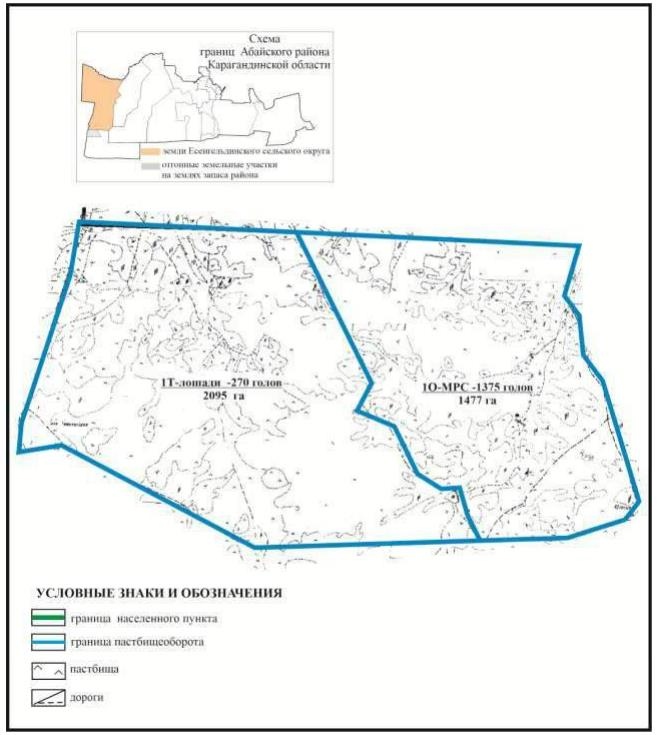 Схема
границ Абайского района
Карагандинской области
земли Есенгельдинского сельского округа
отгонные земельные участки
на землях запаса района
1Т-лошади -270 голов
2095 га
1О-МРС -1375 голов
1477 га
УСЛОВНЫЕ ЗНАКИ И ОБОЗНАЧЕНИЯ
граница населенного пункта
граница пастбищеоборота
пастбища
дороги